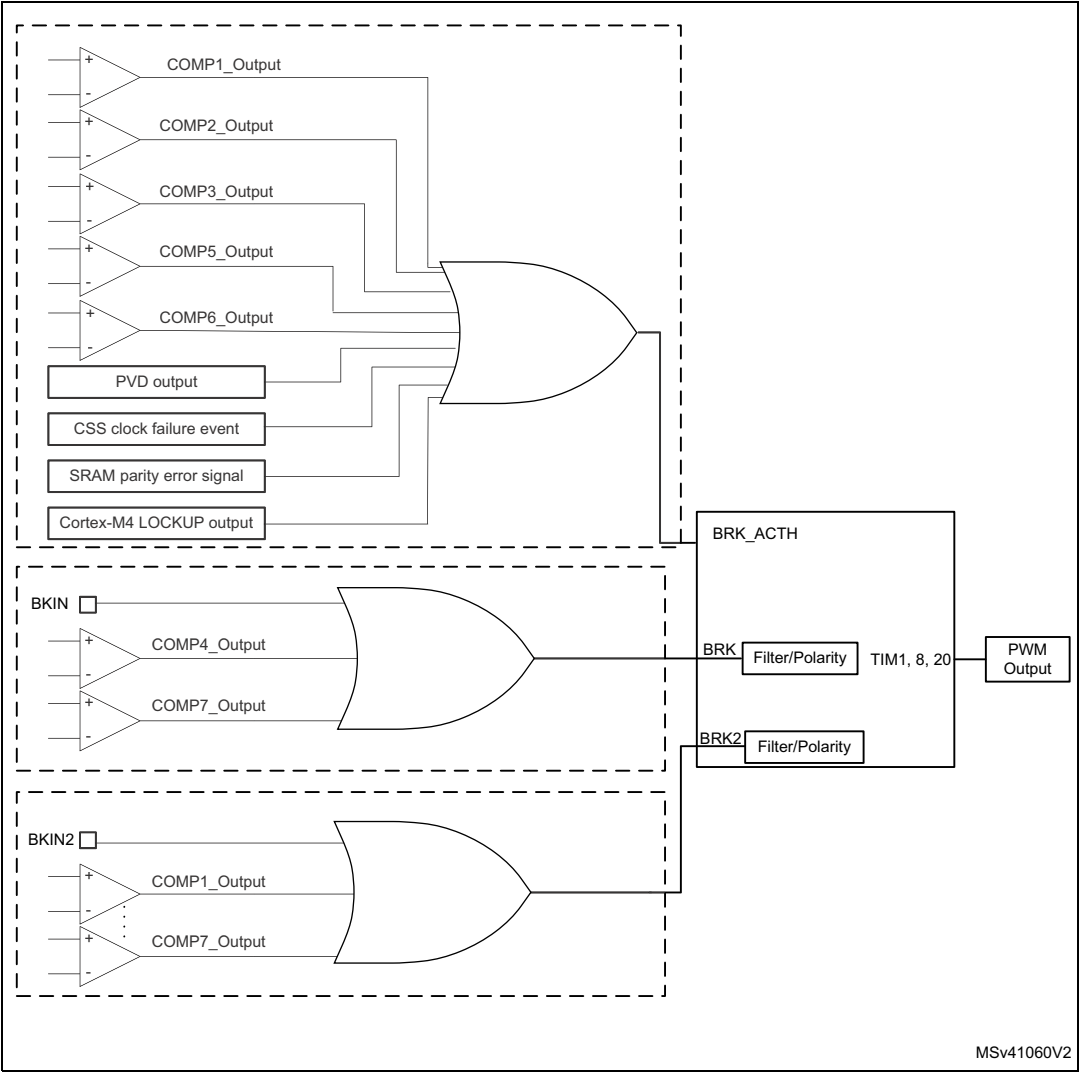 +
COMP1_Output
-
+
COMP2_Output
-
+
COMP3_Output
-
+
COMP5_Output
-
+
COMP6_Output
-
PVD output
CSS clock failure event
SRAM parity error signal
Cortex-M4 LOCKUP output
BRK_ACTH
BKIN
+
COMP4_Output
-
+
COMP7_Output
-
BRK
Filter/Polarity
TIM1, 8, 20
PWM
Output
BRK2
Filter/Polarity
BKIN2
+
COMP1_Output
-
+
COMP7_Output
-
MSv41060V2